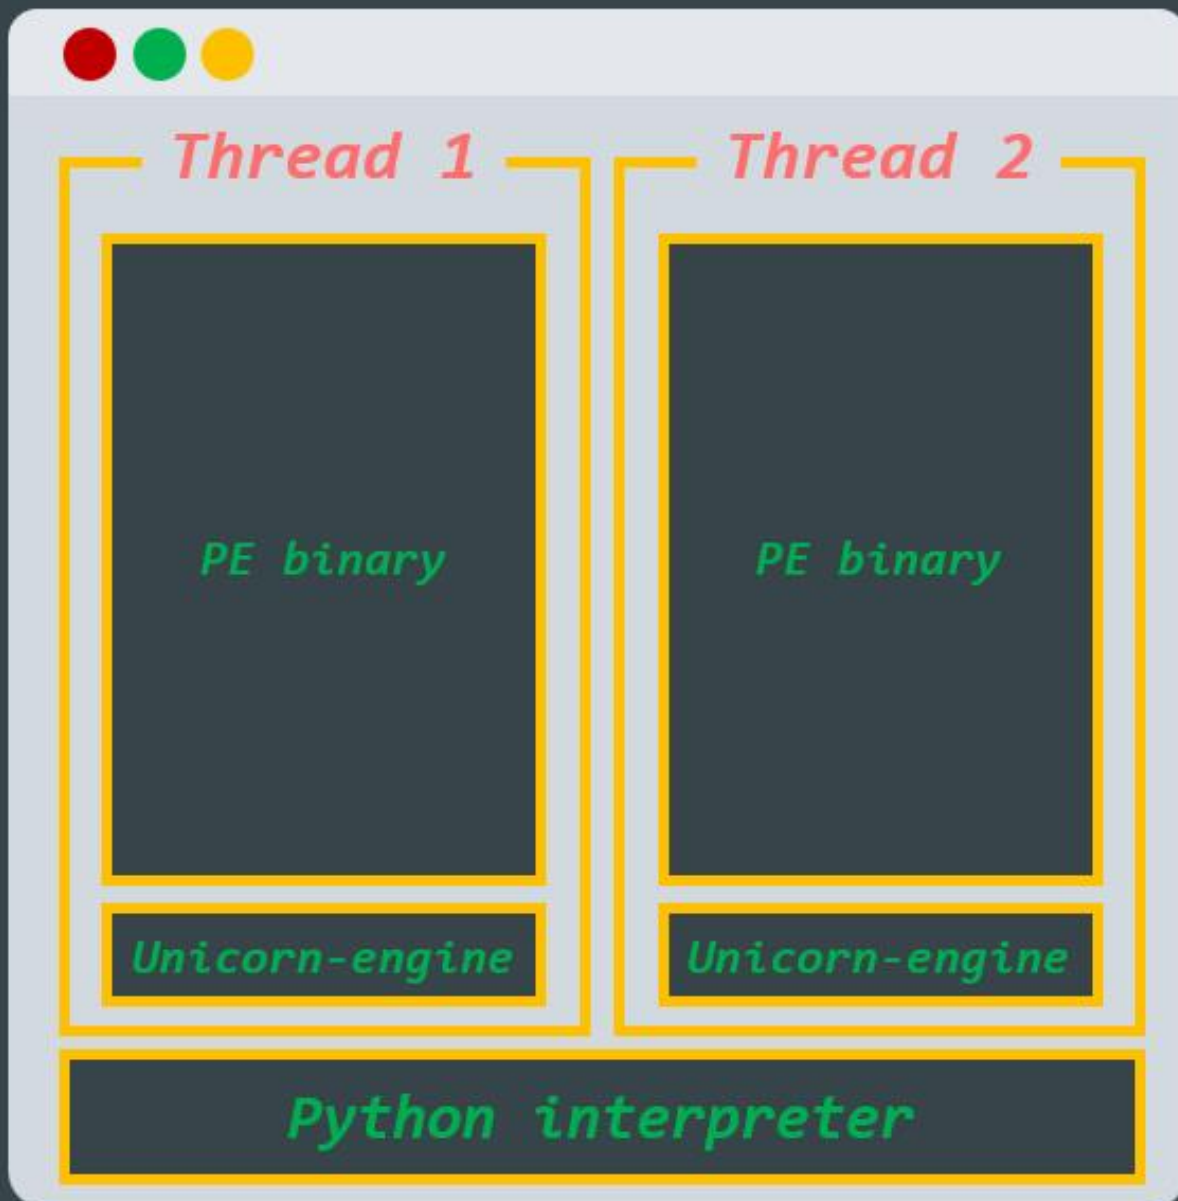 Thread 1
PE binary
Unicorn-engine
Thread 2
PE binary
Unicorn-engine
Python interpreter